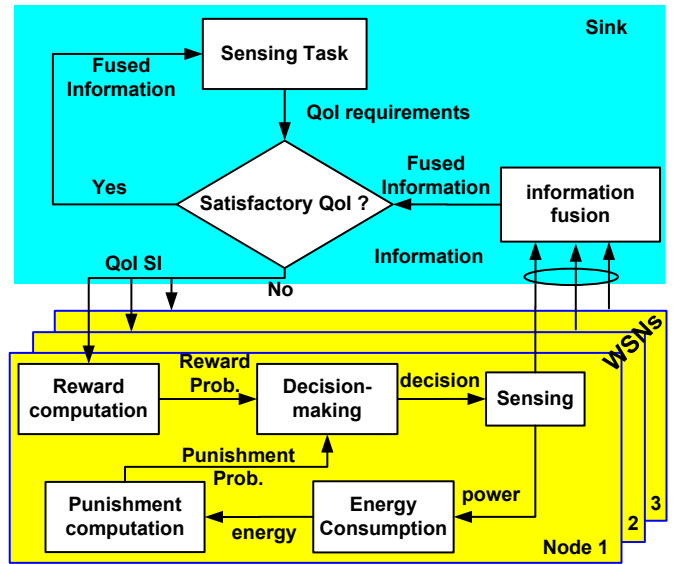 Sink
Sensing Task
Fused
Information
QoI requirements
Fused
Information
Yes
Satisfactory QoI ?
information
fusion
Information
QoI SI
No
WSNs
Reward
Prob.
decision
Reward
computation
Decision-
making
Sensing
Punishment
Prob.
Punishment
computation
energy
Energy
Consumption
power
3
2
Node 1